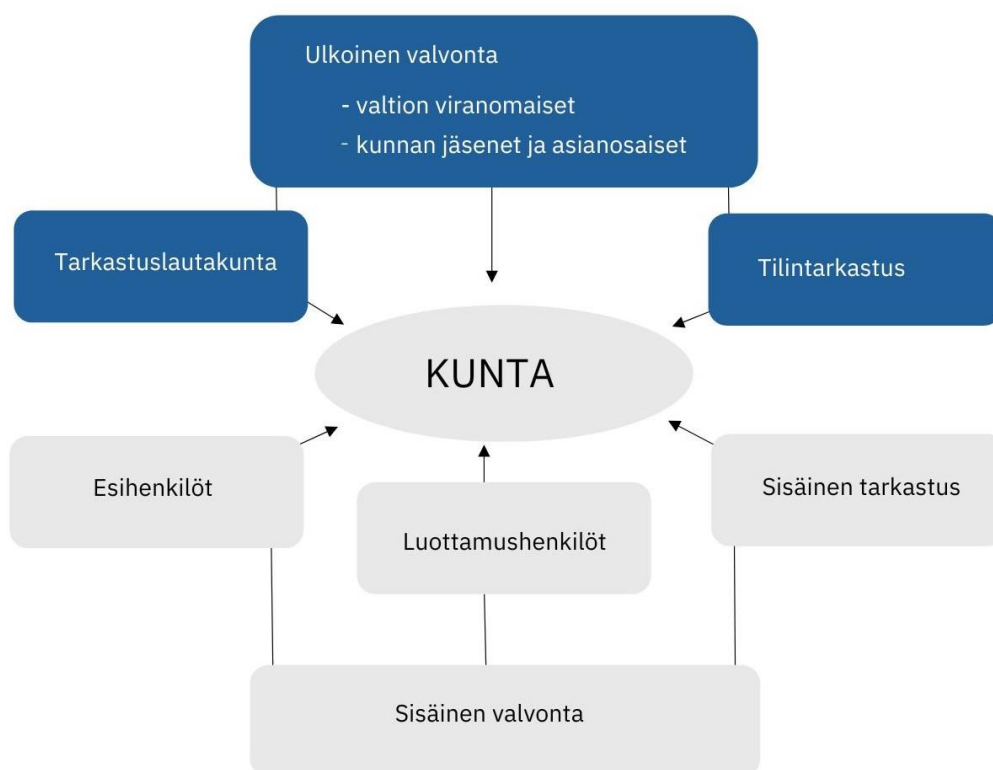 Ulkoinen valvonta
- valtion viranomaiset
- kunnan jäsenet ja asianosaiset
Tarkastuslautakunta
Tilintarkastus
KUNTA
Esihenkilöt
Luottamushenkilöt
Sisäinen tarkastus
Sisäinen valvonta